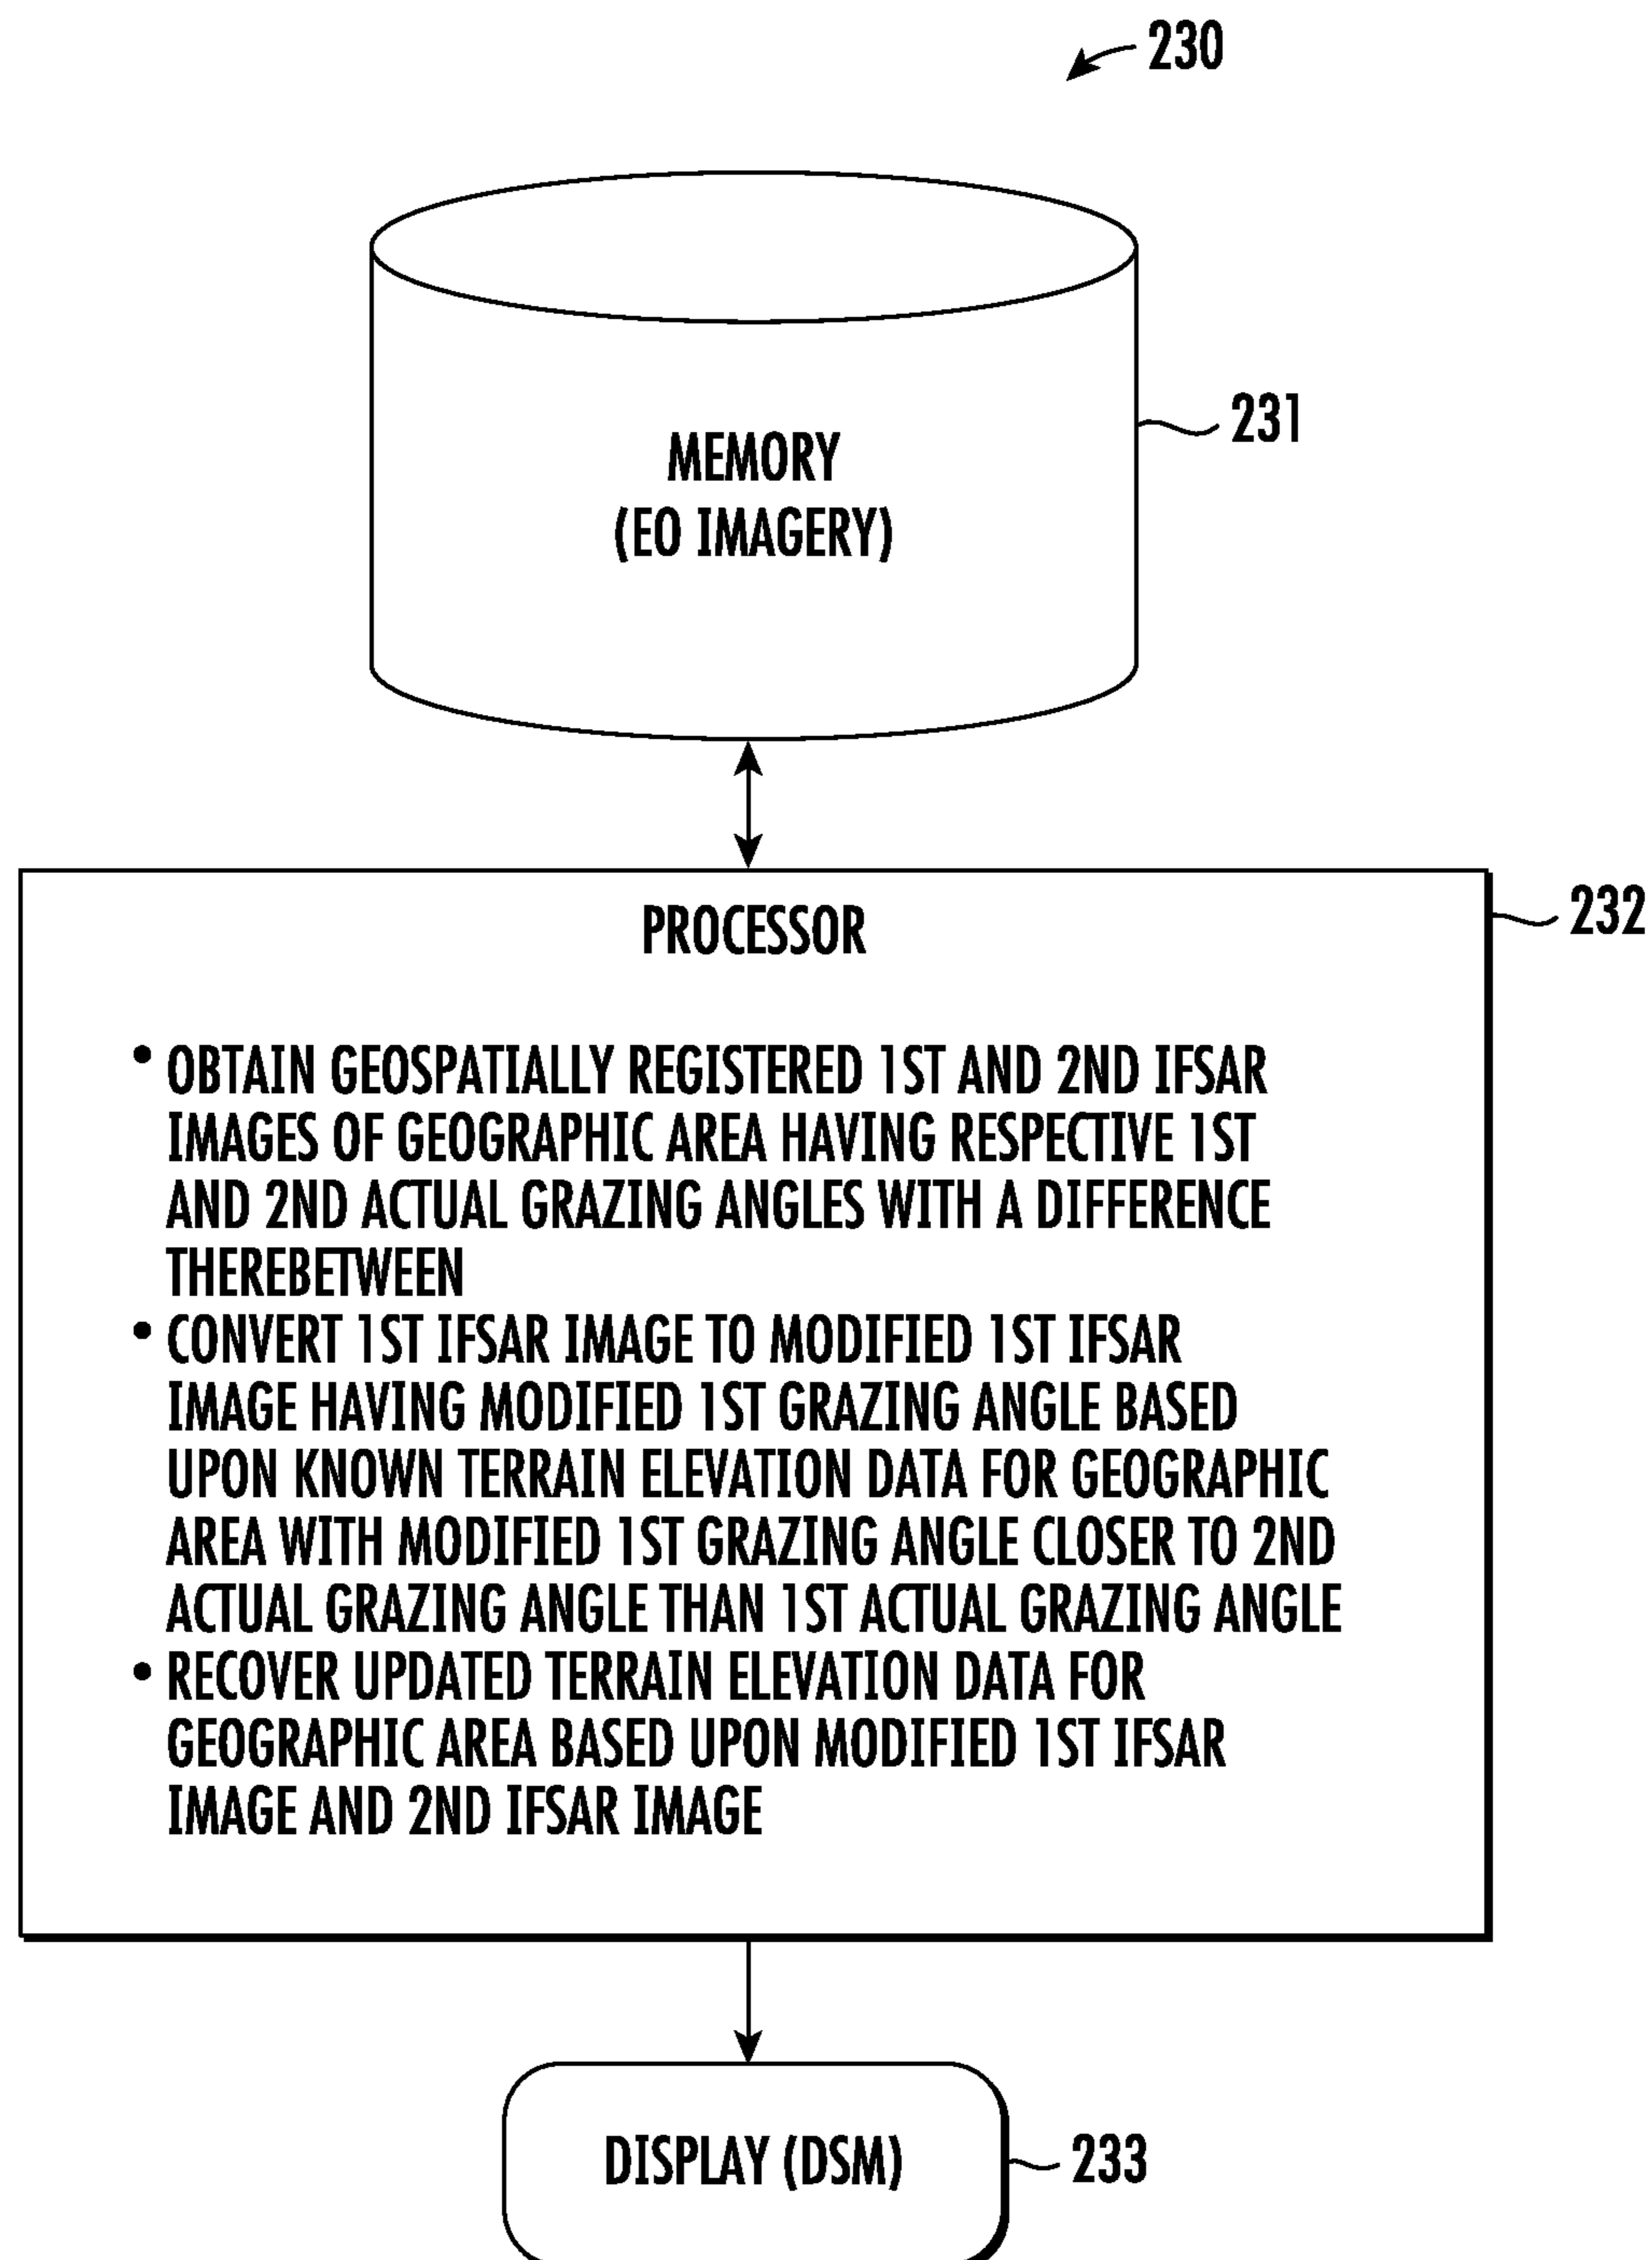 230
231
MEMORY
(EO IMAGERY)
232
PROCESSOR
• OBTAIN GEOSPATIALLY REGISTERED 1ST AND 2ND IFSAR
IMAGES OF GEOGRAPHIC AREA HAVING RESPECTIVE 1ST
AND 2ND ACTUAL GRAZING ANGLES WITH A DIFFERENCE
THEREBETWEEN
• CONVERT 1ST IFSAR IMAGE TO MODIFIED 1ST IFSAR
IMAGE HAVING MODIFIED 1ST GRAZING ANGLE BASED
UPON KNOWN TERRAIN ELEVATION DATA FOR GEOGRAPHIC
AREA WITH MODIFIED 1ST GRAZING ANGLE CLOSER TO 2ND
ACTUAL GRAZING ANGLE THAN 1ST ACTUAL GRAZING ANGLE
• RECOVER UPDATED TERRAIN ELEVATION DATA FOR
GEOGRAPHIC AREA BASED UPON MODIFIED 1ST IFSAR
IMAGE AND 2ND IFSAR IMAGE
DISPLAY (DSM)
233